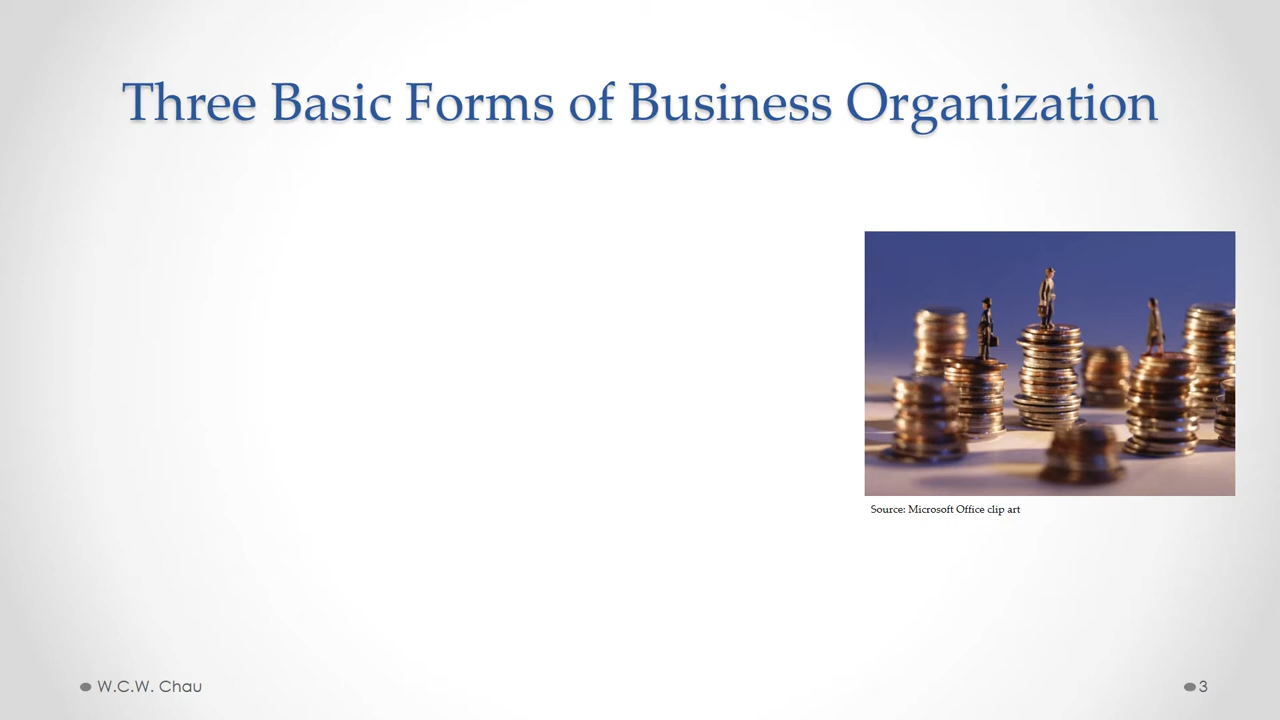 Three Basic Forms of Business Organization
Source: Microsoft Office clip art
W.C.W. Chau
3